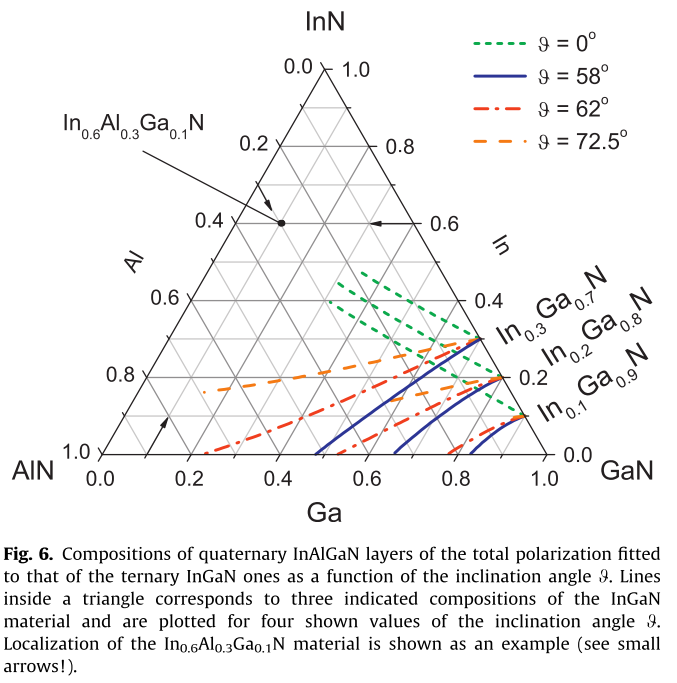 InN
ϑ = 0°
ϑ = 58°
ϑ = 62°
ϑ = 72.5°
0.0 1.0
In0.6Al0.3Ga0.1N
0.2 0.8
0.4 0.6
Al In
0.6 0.4
In0.3Ga0.7N
In0.2Ga0.8N
In0.1Ga0.9N
0.8 0.2
1.0 0.0
AlN GaN
0.0 0.2 0.4 0.6 0.8 1.0
Ga
Fig. 6. Compositions of quaternary InAlGaN layers of the total polarization fitted
to that of the ternary InGaN ones as a function of the inclination angle ϑ. Lines
inside a triangle corresponds to three indicated compositions of the InGaN
material and are plotted for four shown values of the inclination angle ϑ.
Localization of the In0.6Al0.3Ga0.1N material is shown as an example (see small
arrows!).